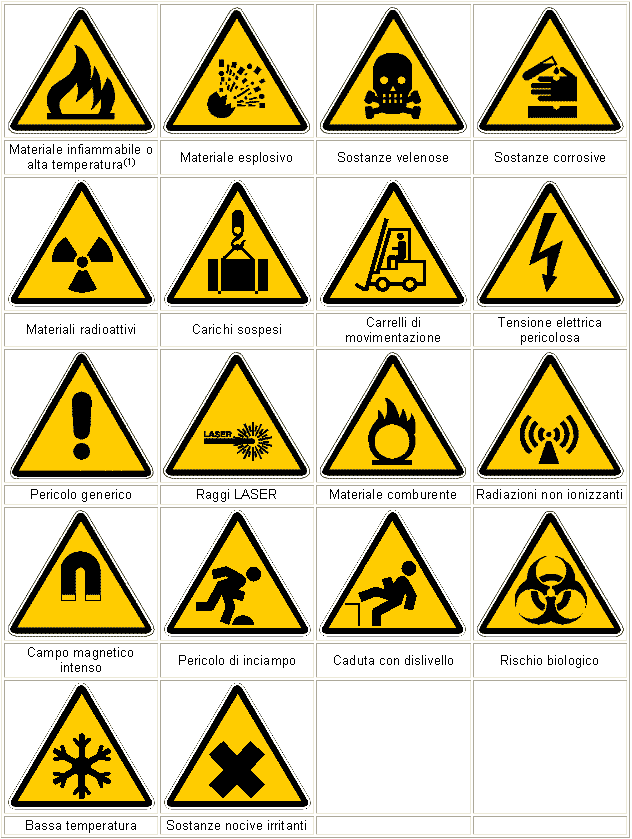 Materiale infiammabile o
alta temperatura(1)
Materiale esplosivo
Sostanze velenose
Sostanze corrosive
Materiali radioattivi
Carichi sospesi
Carrelli di
movimentazione
Tensione elettrica
pericolosa
LASER
Pericolo generico
Raggi LASER
Materiale comburente
Radiazioni non ionizzanti
Campo magnetico
intenso
Pericolo di inciampo
Caduta con dislivello
Rischio biologico
Bassa temperatura
Sostanze nocive irritanti